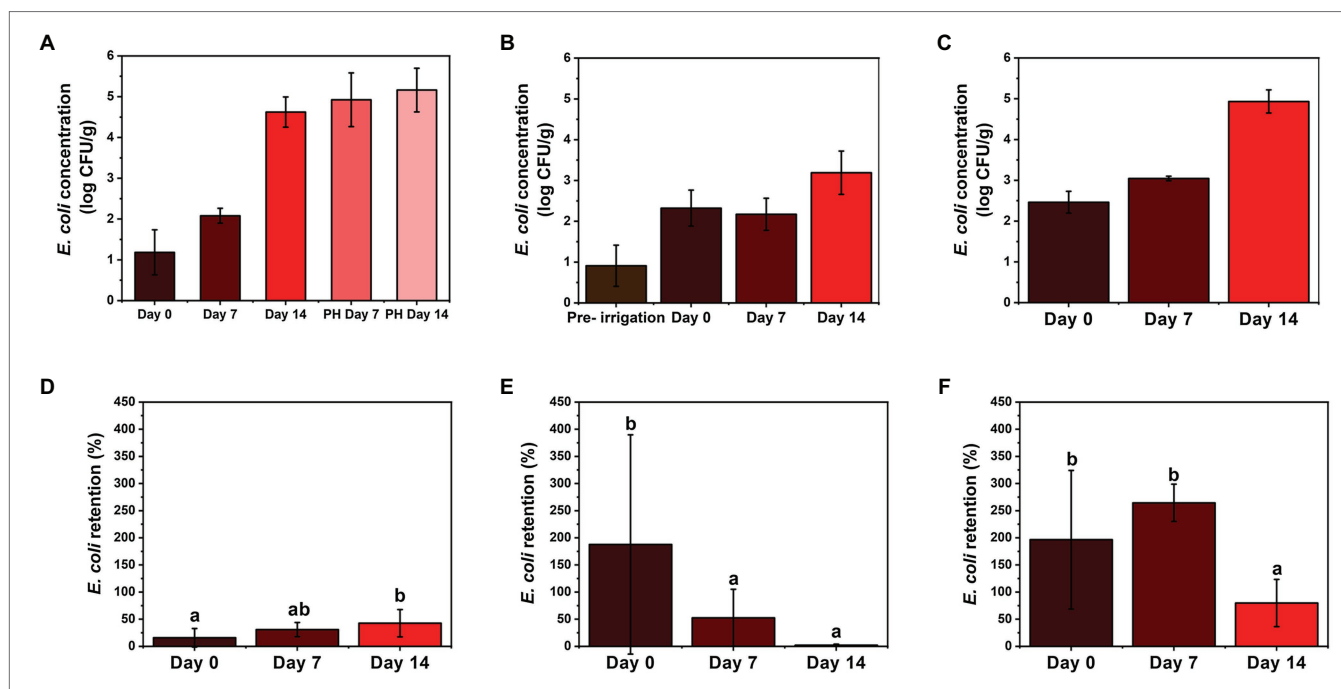 A
E. coli concentration
(log CFU/g)
6
5
4
3
2
1
0
Day 0 Day 7 Day 14 PH Day 7 PH Day 14
B
E. coli concentration
(log CFU/g)
6
5
4
3
2
1
0
Pre- irrigation Day 0 Day 7 Day 14
C
E. coli concentration
(log CFU/g)
6
5
4
3
2
1
0
Day 0 Day 7 Day 14
D
E. coli retention (%)
450
400
350
300
250
200
150
100
50
0
a ab b
Day 0 Day 7 Day 14
E
E. coli retention (%)
450
400
350
300
250
200
150
100
50
0
b a a
Day 0 Day 7 Day 14
F
E. coli retention (%)
450
400
350
300
250
200
150
100
50
0
b b a
Day 0 Day 7 Day 14